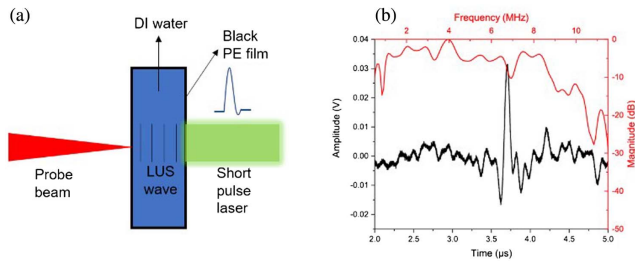 (a)
DI water
Black
PE film
Probe
beam
LUS
wave
Short
pulse
laser
(b)
Frequency (MHz)
2 4 6 8 10
Amplitude (V)
0.04
0.03
0.02
0.01
0.00
-0.01
-0.02
0
-10
-20
-30
-40
-50
Magnitude (dB)
2.0 2.5 3.0 3.5 4.0 4.5 5.0
Time (µs)